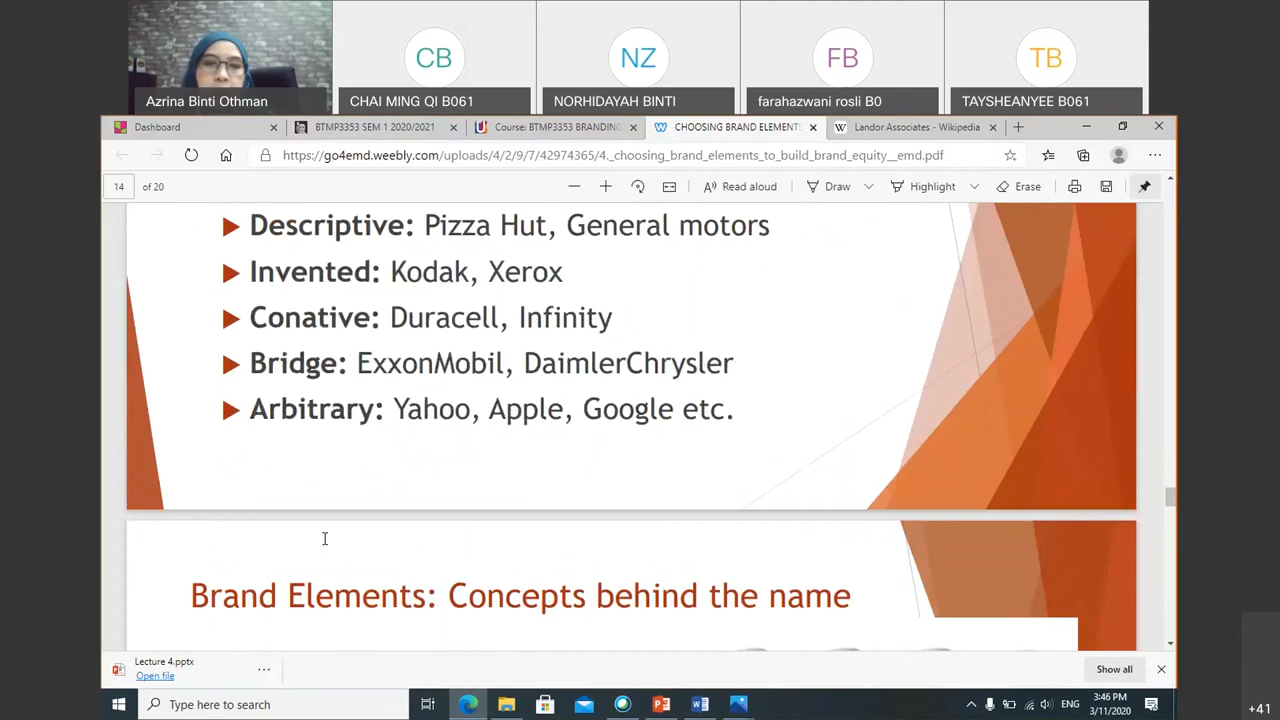 CB
NZ
FB
TB
Azrina Binti Othman
CHAI MING QI B061
NORHIDAYAH BINTI
farahazwani rosli B0
TAYSHEANYEE B061
Dashboard
BTMP3353 SEM 1 2020/2021
Course: BTMP3353 BRANDING
CHOOSING BRAND ELEMENTS
W Landor Associates - Wikipedia
https://go4emd.weebly.com/uploads/4/2/9/7/42974365/4._choosing_brand_elements_to_build_brand_equity__emd.pdf
14 of 20
Read aloud
Draw
Highlight
Erase
Descriptive: Pizza Hut, General motors
Invented: Kodak, Xerox
Conative: Duracell, Infinity
Bridge: ExxonMobil, DaimlerChrysler
Arbitrary: Yahoo, Apple, Google etc.
Brand Elements: Concepts behind the name
Lecture 4.pptx
Open file
Show all
Type here to search
ENG
3:46 PM
3/11/2020
+41